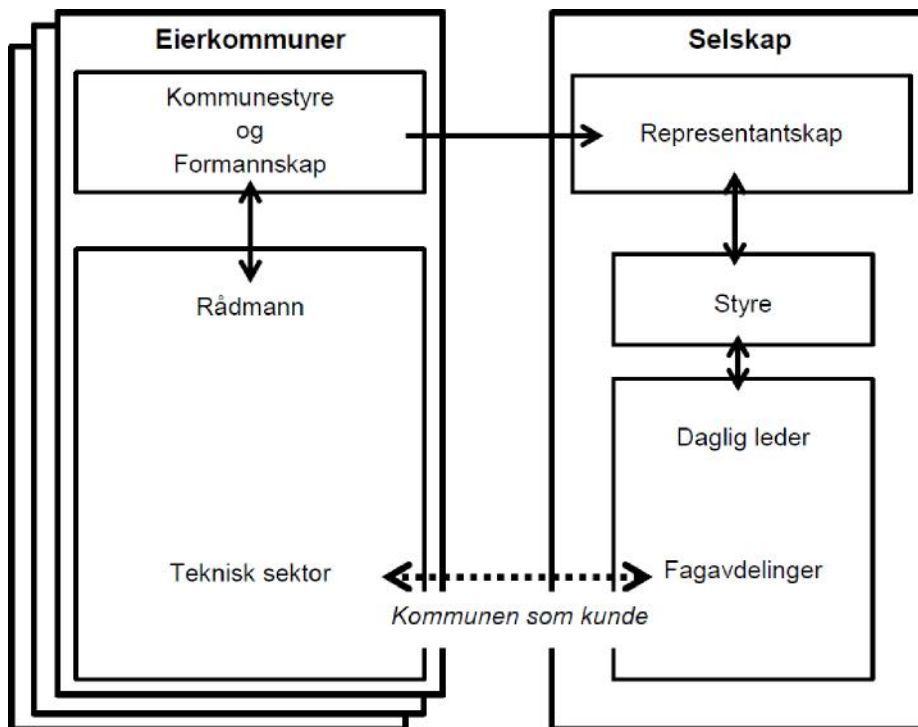 Eierkommuner
Kommunestyre
og
Formannskap
Rådmann
Teknisk sektor
Selskap
Representantskap
Styre
Daglig leder
Fagavdelinger
Kommunen som kunde